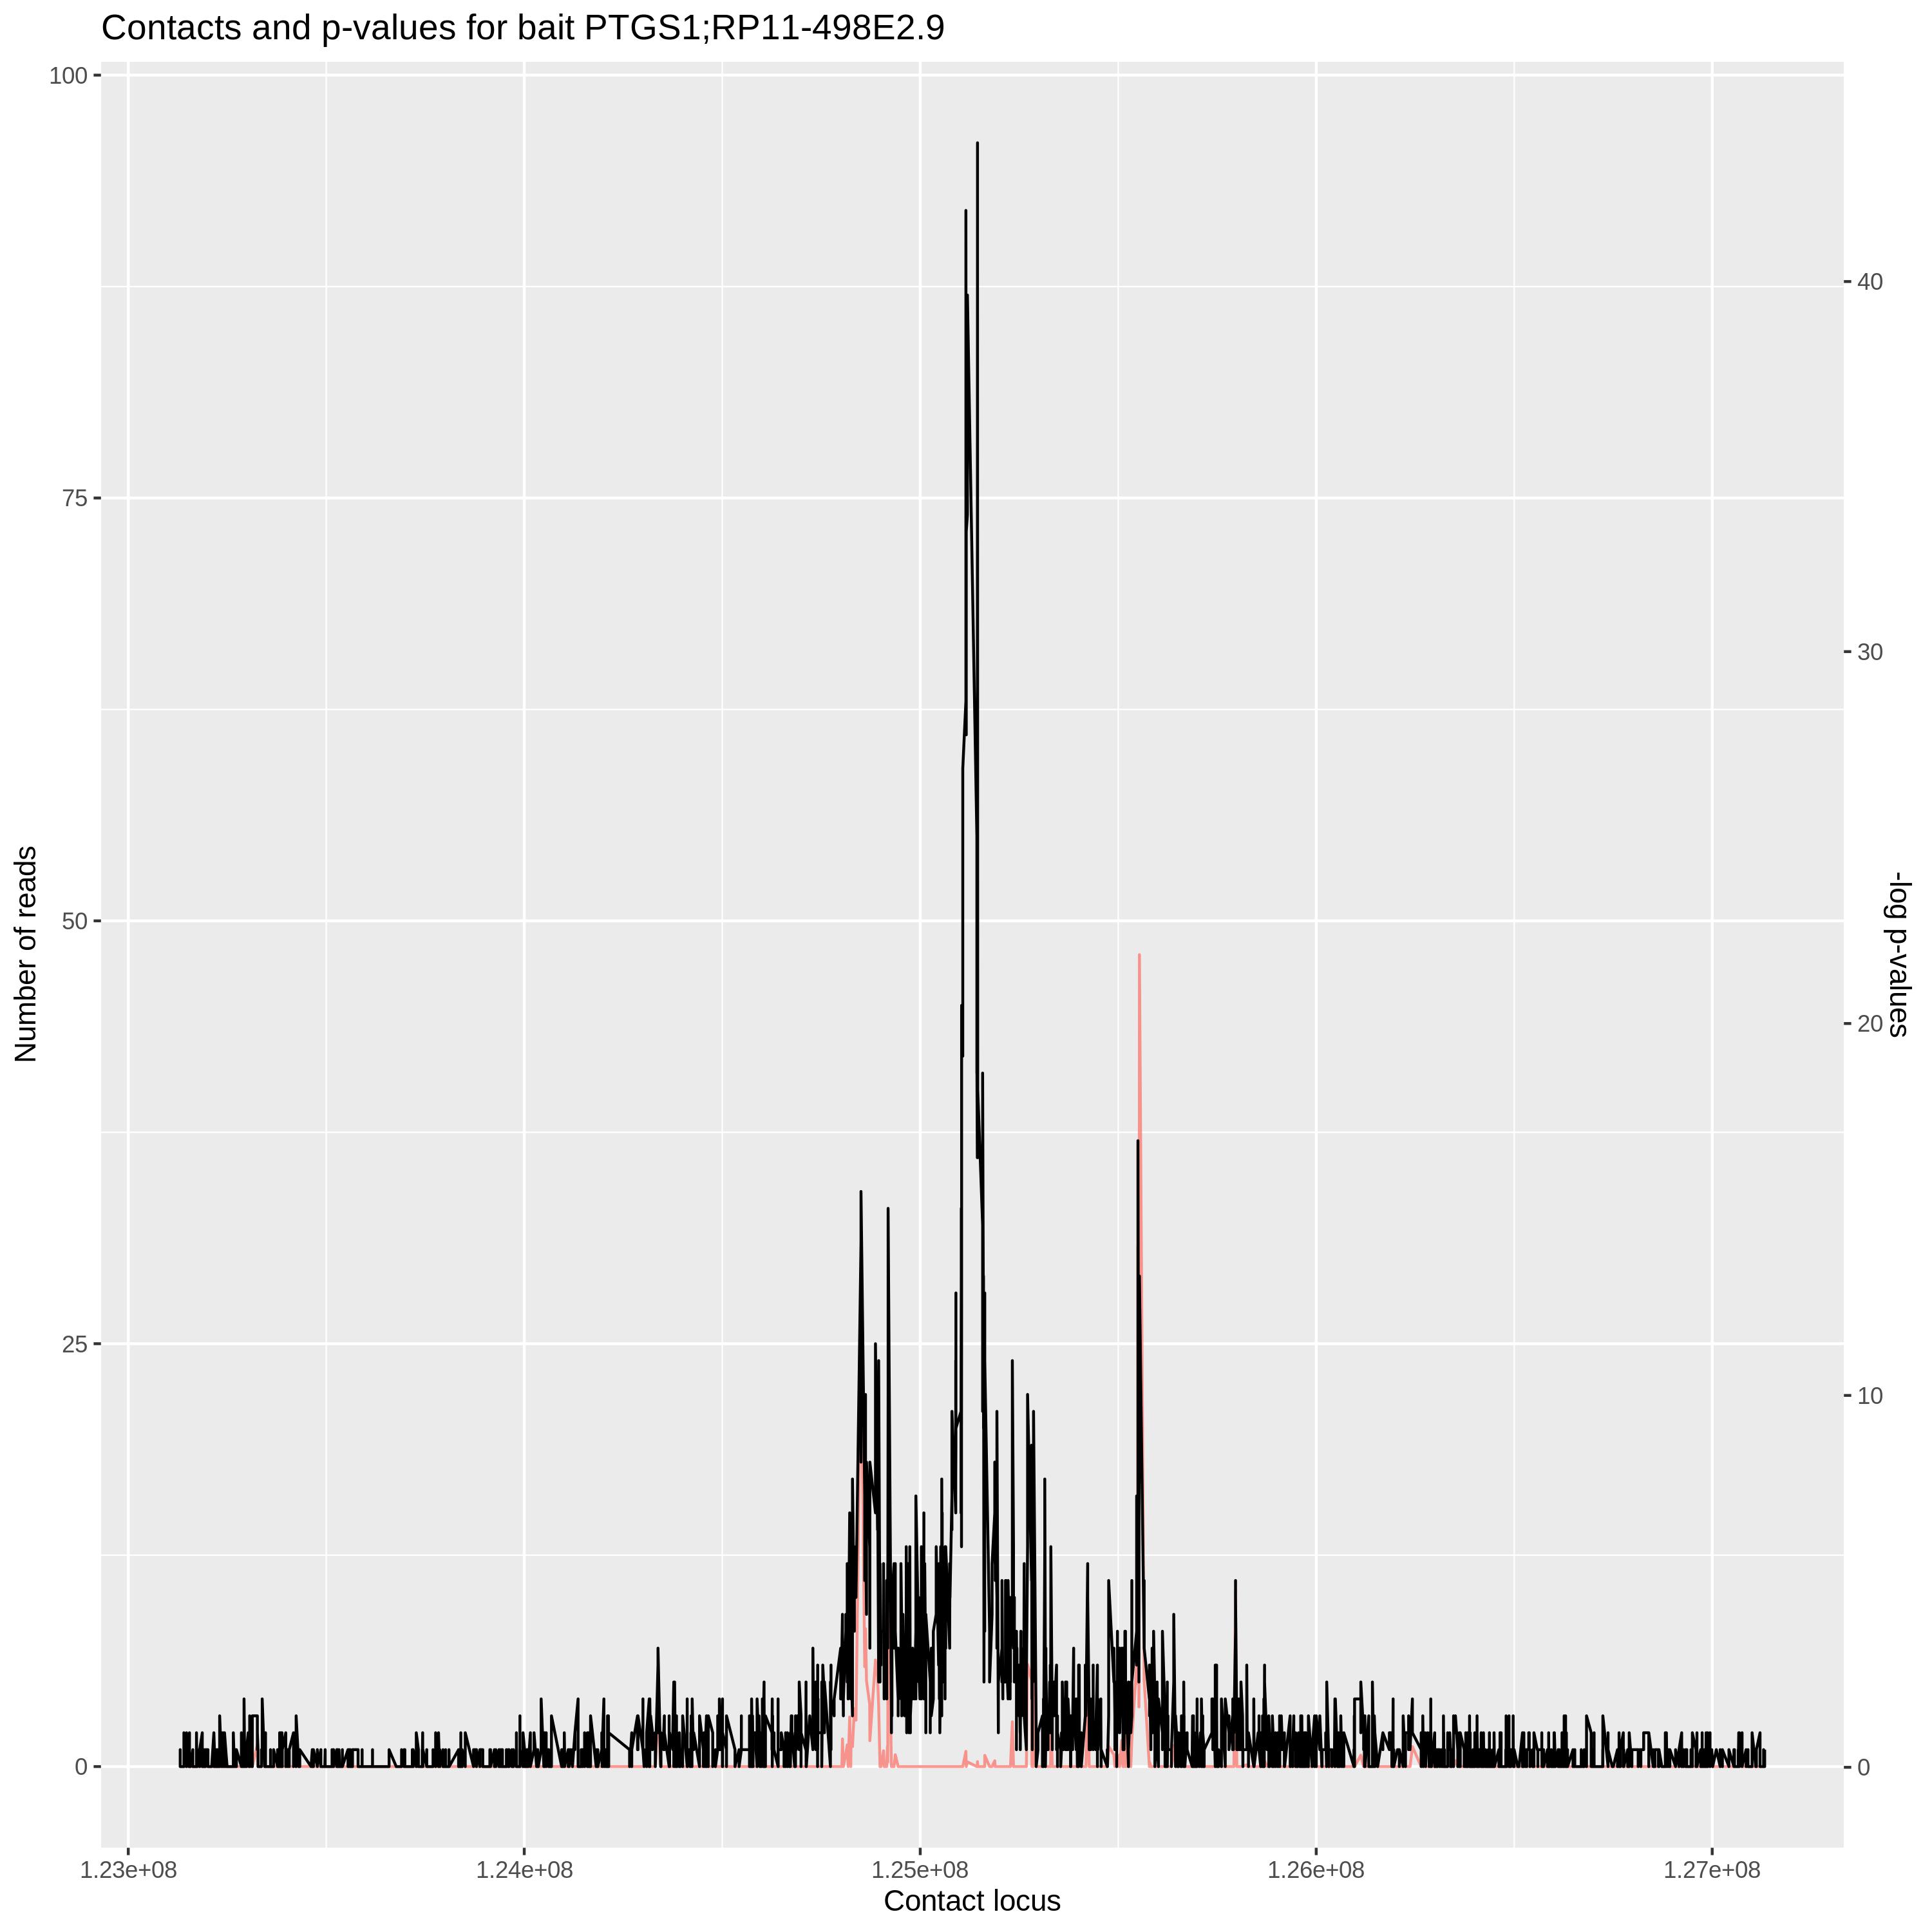 Contacts and p-values for bait PTGS1;RP11-498E2.9
100
75
50
25
0
Number of reads
40
30
20
10
0
-log p-values
1.23e+08
1.24e+08
1.25e+08
1.26e+08
1.27e+08
Contact locus